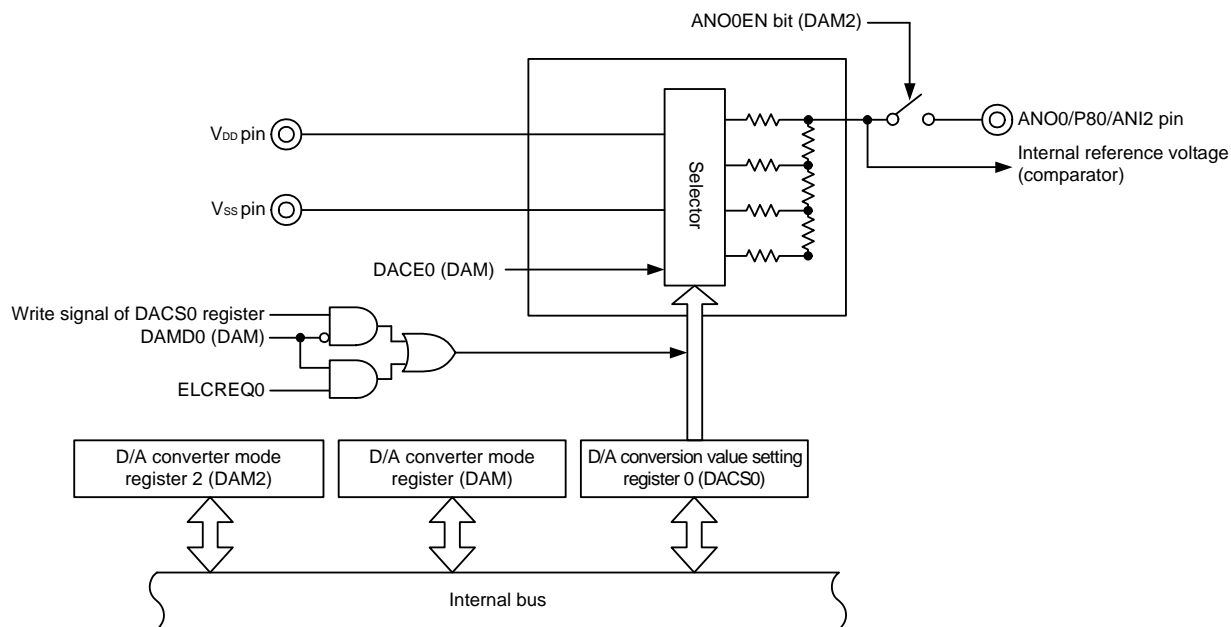 ANO0EN bit (DAM2)
VDD pin
VSS pin
Selector
ANO0/P80/ANI2 pin
Internal reference voltage
(comparator)
DACE0 (DAM)
Write signal of DACS0 register
DAMD0 (DAM)
ELCREQ0
D/A converter mode
register 2 (DAM2)
D/A converter mode
register (DAM)
D/A conversion value setting
register 0 (DACS0)
Internal bus